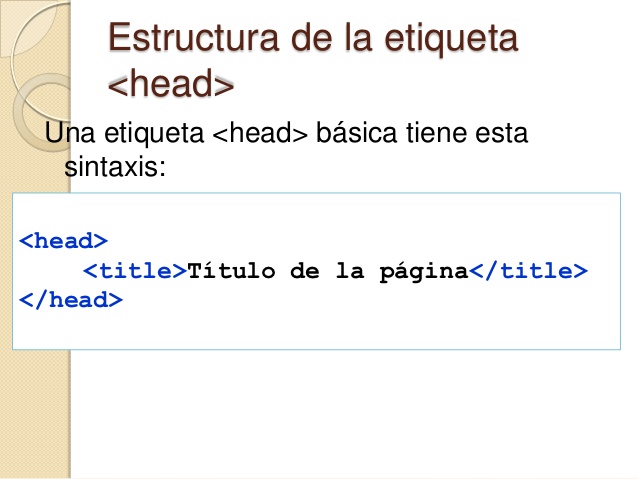 Estructura de la etiqueta
<head>
Una etiqueta <head> básica tiene esta
sintaxis:
<head>
<title>Título de la página</title>
</head>